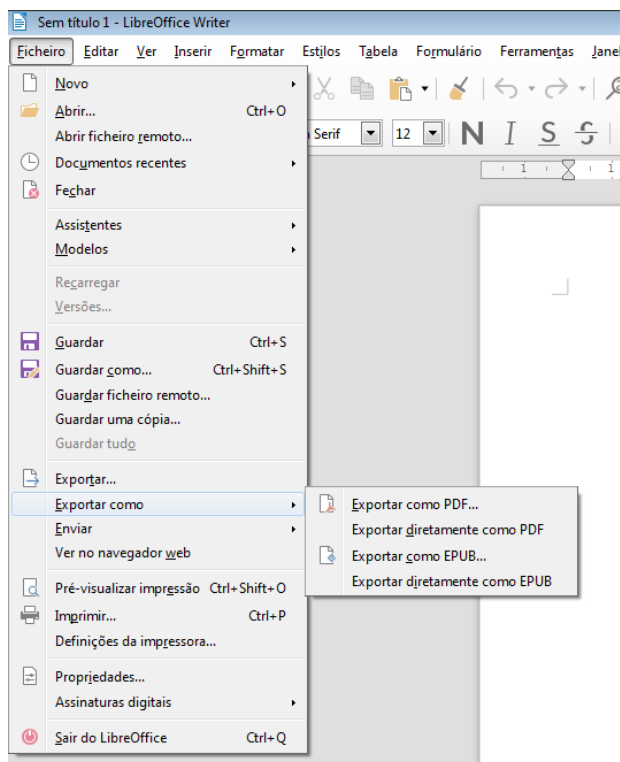 Sem título 1 - LibreOffice Writer
Ficheiro Editar Ver Inserir Formatar Estilos Tabela Formulário Ferramentas
Novo
Abrir... Ctrl+O
Serif 12 N I S S
Abrir ficheiro remoto...
Documentos recentes
1 1
Fechar
Assistentes
Modelos
Recarregar
Versões...
Guardar Ctrl+S
Guardar como... Ctrl+Shift+S
Guardar ficheiro remoto...
Guardar uma cópia...
Guardar tudo
Exportar...
Exportar como
Exportar como PDF...
Exportar diretamente como PDF
Exportar como EPUB...
Exportar diretamente como EPUB
Enviar
Ver no navegador web
Pré-visualizar impressão Ctrl+Shift+O
Imprimir... Ctrl+P
Definições da impressora...
Propriedades...
Assinaturas digitais
Sair do LibreOffice Ctrl+Q